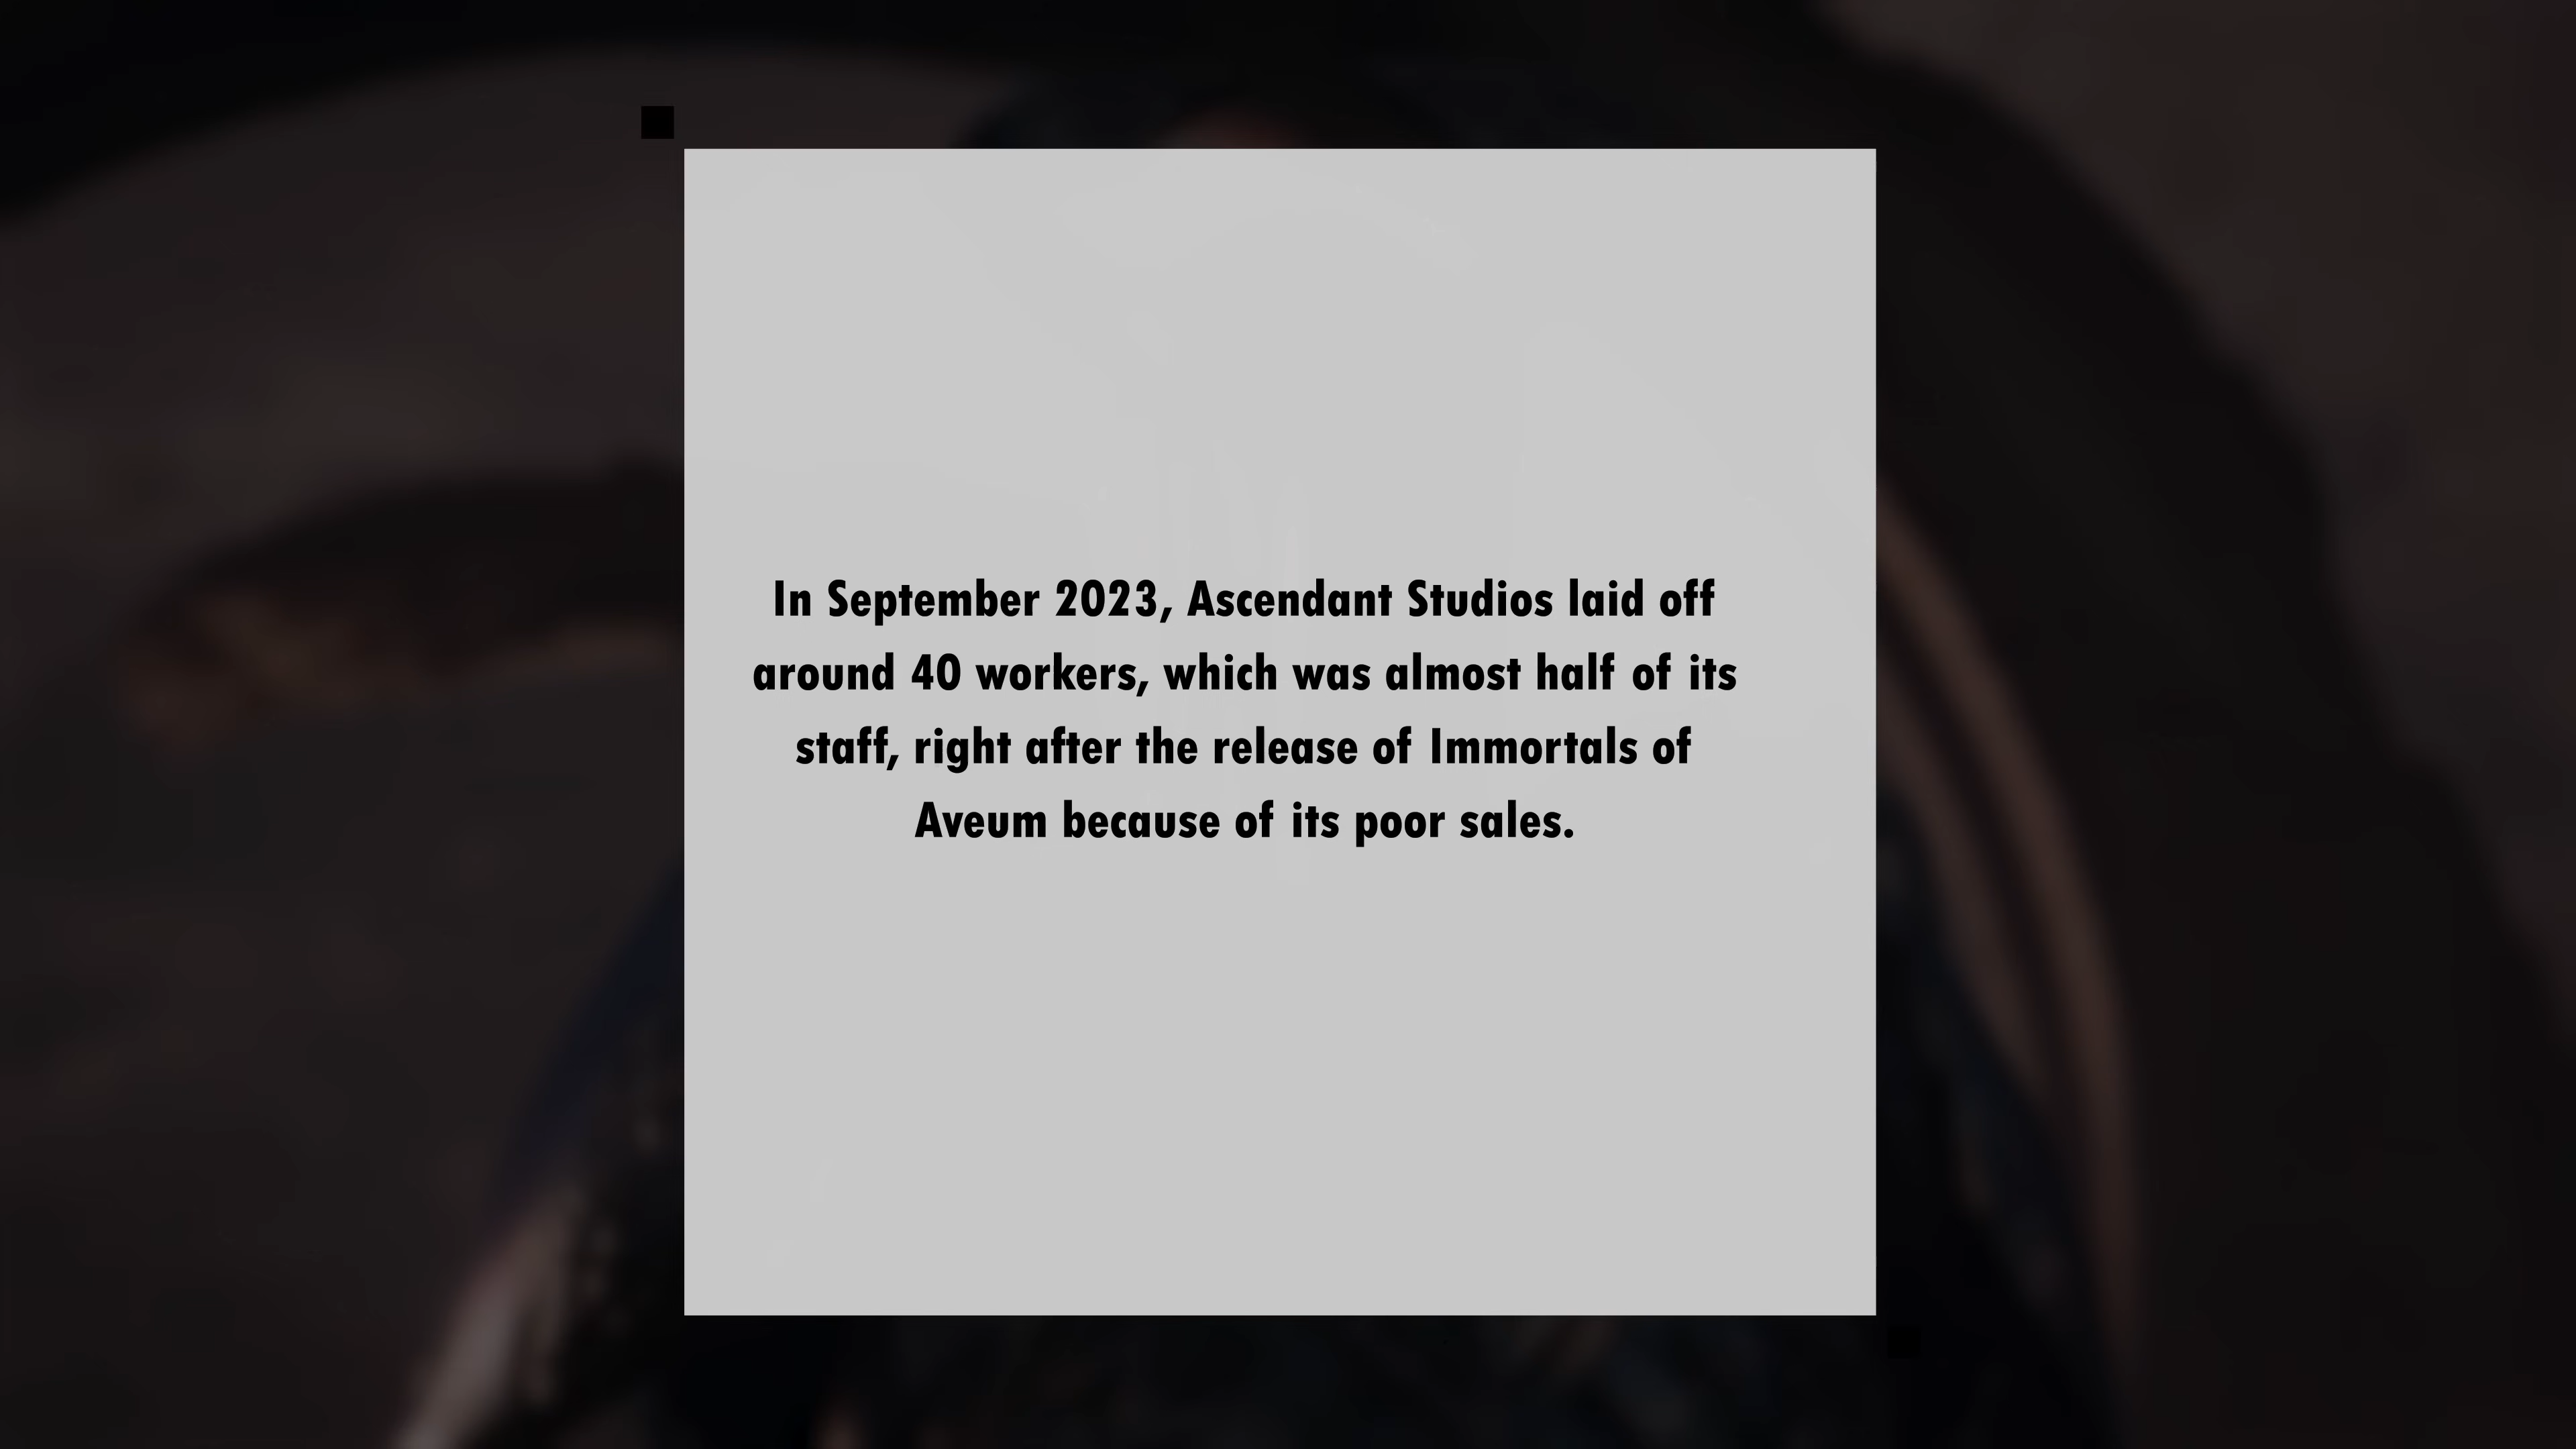 In September 2023, Ascendant Studios laid off
around 40 workers, which was almost half of its
staff, right after the release of Immortals of
Aveum because of its poor sales.